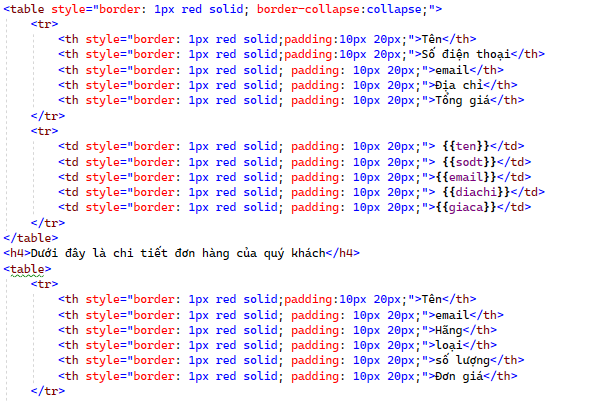 <table style="border: 1px red solid; border-collapse:collapse;">
<tr>
<th style="border: 1px red solid;padding:10px 20px;">Tên</th>
<th style="border: 1px red solid;padding:10px 20px;">Số điện thoại</th>
<th style="border: 1px red solid; padding: 10px 20px;">email</th>
<th style="border: 1px red solid; padding: 10px 20px;">Địa chỉ</th>
<th style="border: 1px red solid; padding: 10px 20px;">Tổng giá</th>
</tr>
<tr>
<td style="border: 1px red solid; padding: 10px 20px;"> {{ten}}</td>
<td style="border: 1px red solid; padding: 10px 20px;"> {{sodt}}</td>
<td style="border: 1px red solid; padding: 10px 20px;">{{email}}</td>
<td style="border: 1px red solid; padding: 10px 20px;"> {{diachi}}</td>
<td style="border: 1px red solid; padding: 10px 20px;">{{giaca}}</td>
</tr>
</table>
<h4>Dưới đây là chi tiết đơn hàng của quý khách</h4>
<table>
<tr>
<th style="border: 1px red solid;padding:10px 20px;">Tên</th>
<th style="border: 1px red solid; padding: 10px 20px;">email</th>
<th style="border: 1px red solid; padding: 10px 20px;">Hãng</th>
<th style="border: 1px red solid; padding: 10px 20px;">loại</th>
<th style="border: 1px red solid; padding: 10px 20px;">số lượng</th>
<th style="border: 1px red solid; padding: 10px 20px;">Đơn giá</th>
</tr>